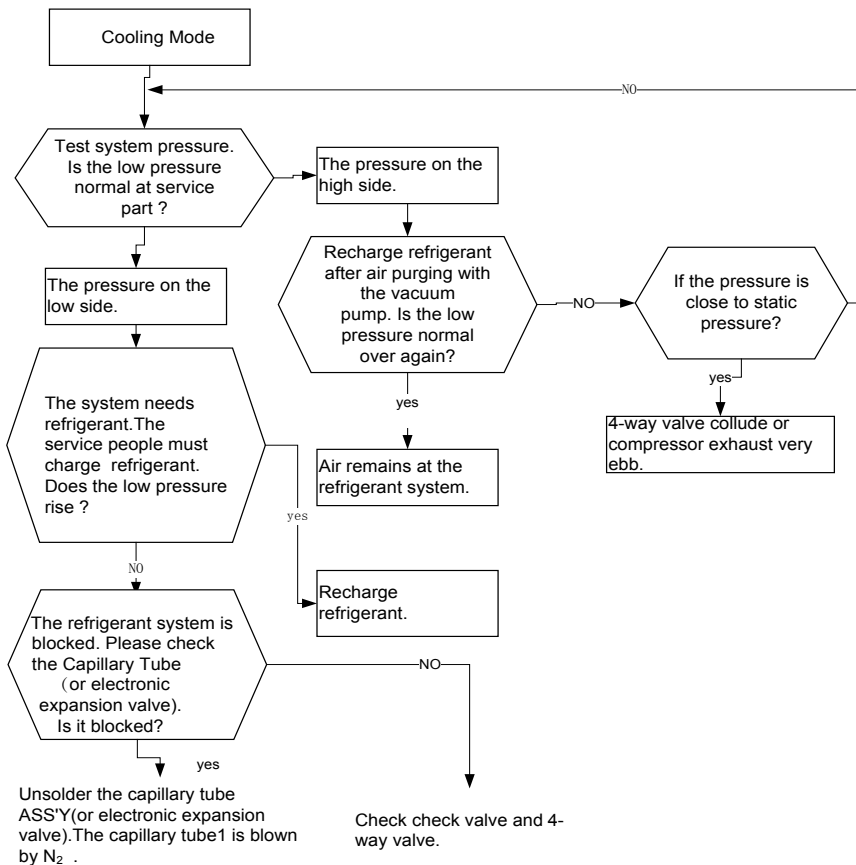 Cooling Mode
NO
Test system pressure.
Is the low pressure
normal at service
part ?
The pressure on the
high side.
The pressure on the
low side.
Recharge refrigerant
after air purging with
the vacuum
pump. Is the low
pressure normal
over again?
NO
If the pressure is
close to static
pressure?
yes
yes
4-way valve collude or
compressor exhaust very
ebb.
The system needs
refrigerant.The
service people must
charge refrigerant.
Does the low pressure
rise ?
Air remains at the
refrigerant system.
yes
NO
Recharge
refrigerant.
The refrigerant system is
blocked. Please check
the Capillary Tube
(or electronic
expansion valve).
Is it blocked?
NO
yes
Unsolder the capillary tube
ASS'Y(or electronic expansion
valve).The capillary tube1 is blown
by N₂ .
Check check valve and 4-
way valve.